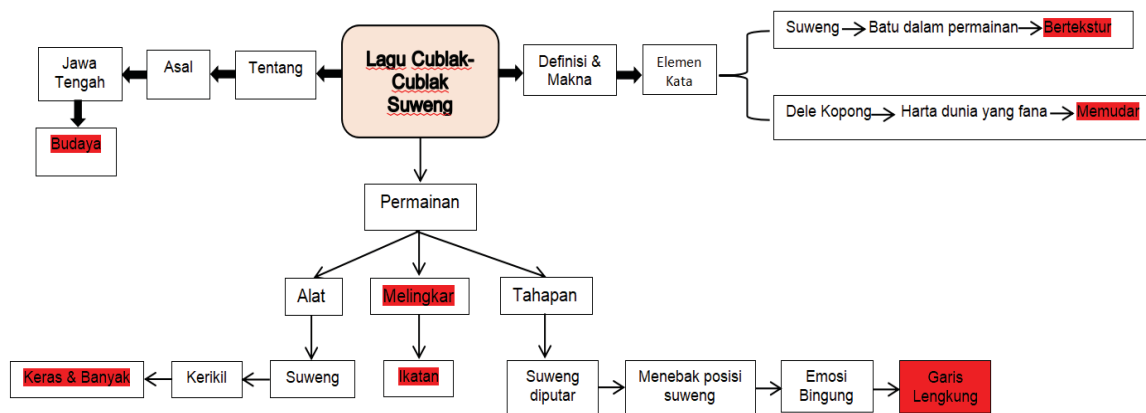 Suweng
Batu dalam permainan
Bertekstur
Lagu Cublak-
Cublak
Suweng
Definisi &
Makna
Elemen
Kata
Jawa
Tengah
Asal
Tentang
Dele Kopong
Harta dunia yang fana
Memudar
Budaya
Permainan
Alat
Melingkar
Tahapan
Keras & Banyak
Kerikil
Suweng
Ikatan
Suweng
diputar
Menebak posisi
suweng
Emosi
Bingung
Garis
Lengkung